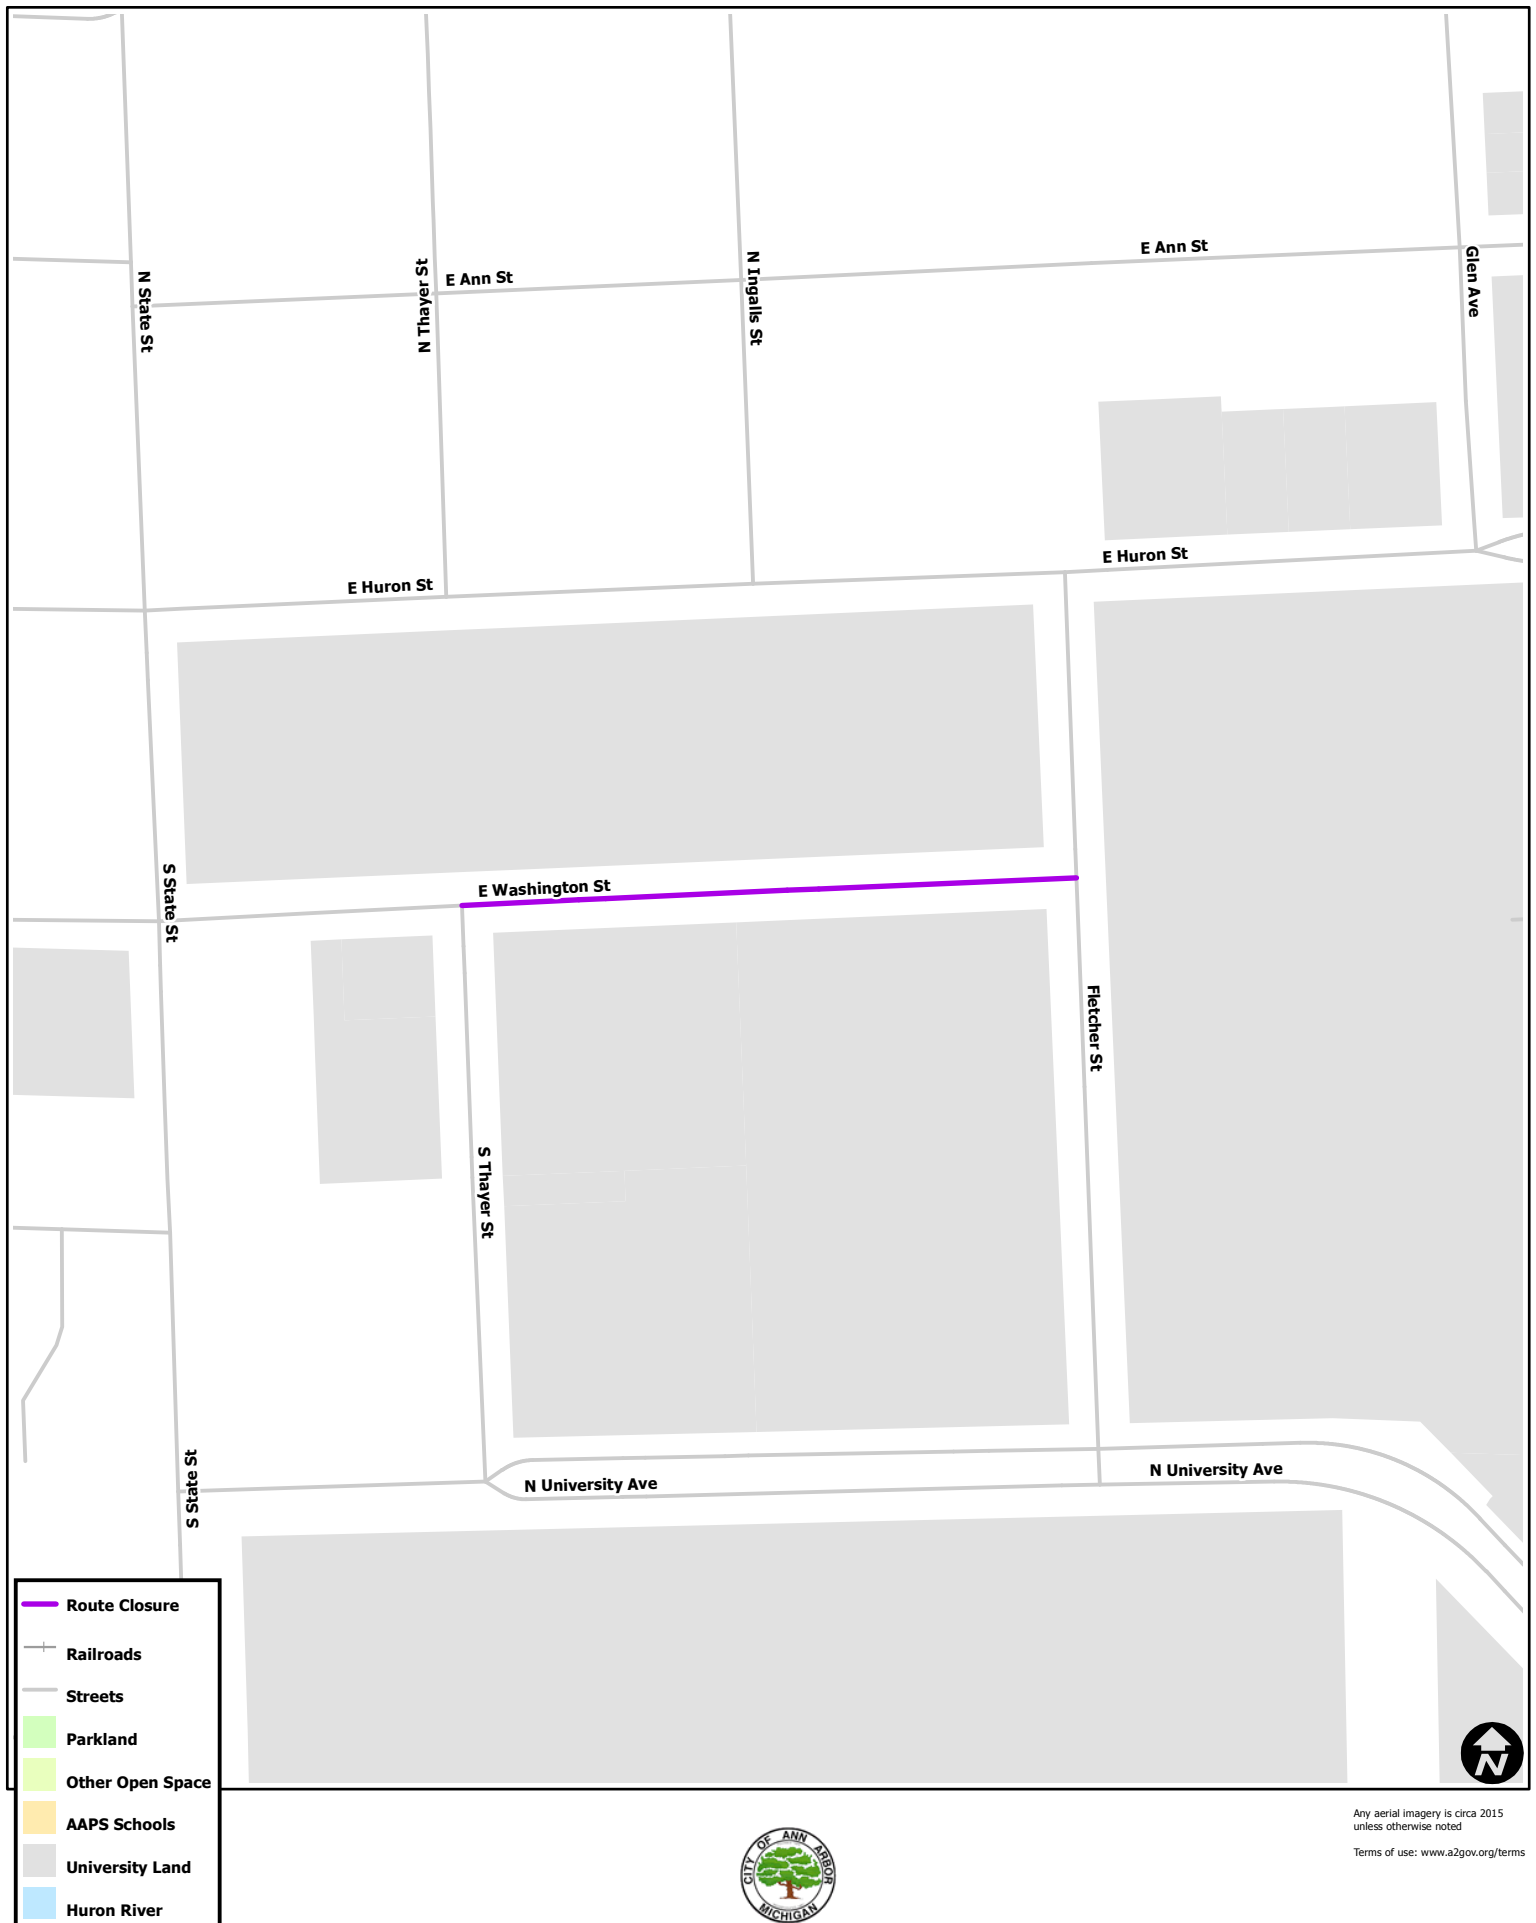 E Ann St
N State St
N Thayer St
E Ann St
N Ingalls St
Glen Ave
E Huron St
E Huron St
S State St
E Washington St
Fletcher St
S Thayer St
S State St
N University Ave
N University Ave
Route Closure
Railroads
Streets
Parkland
Other Open Space
AAPS Schools
University Land
Huron River
N
CITY OF ANN ARBOR
MICHIGAN
Any aerial imagery is circa 2015
unless otherwise noted
Terms of use: www.a2gov.org/terms